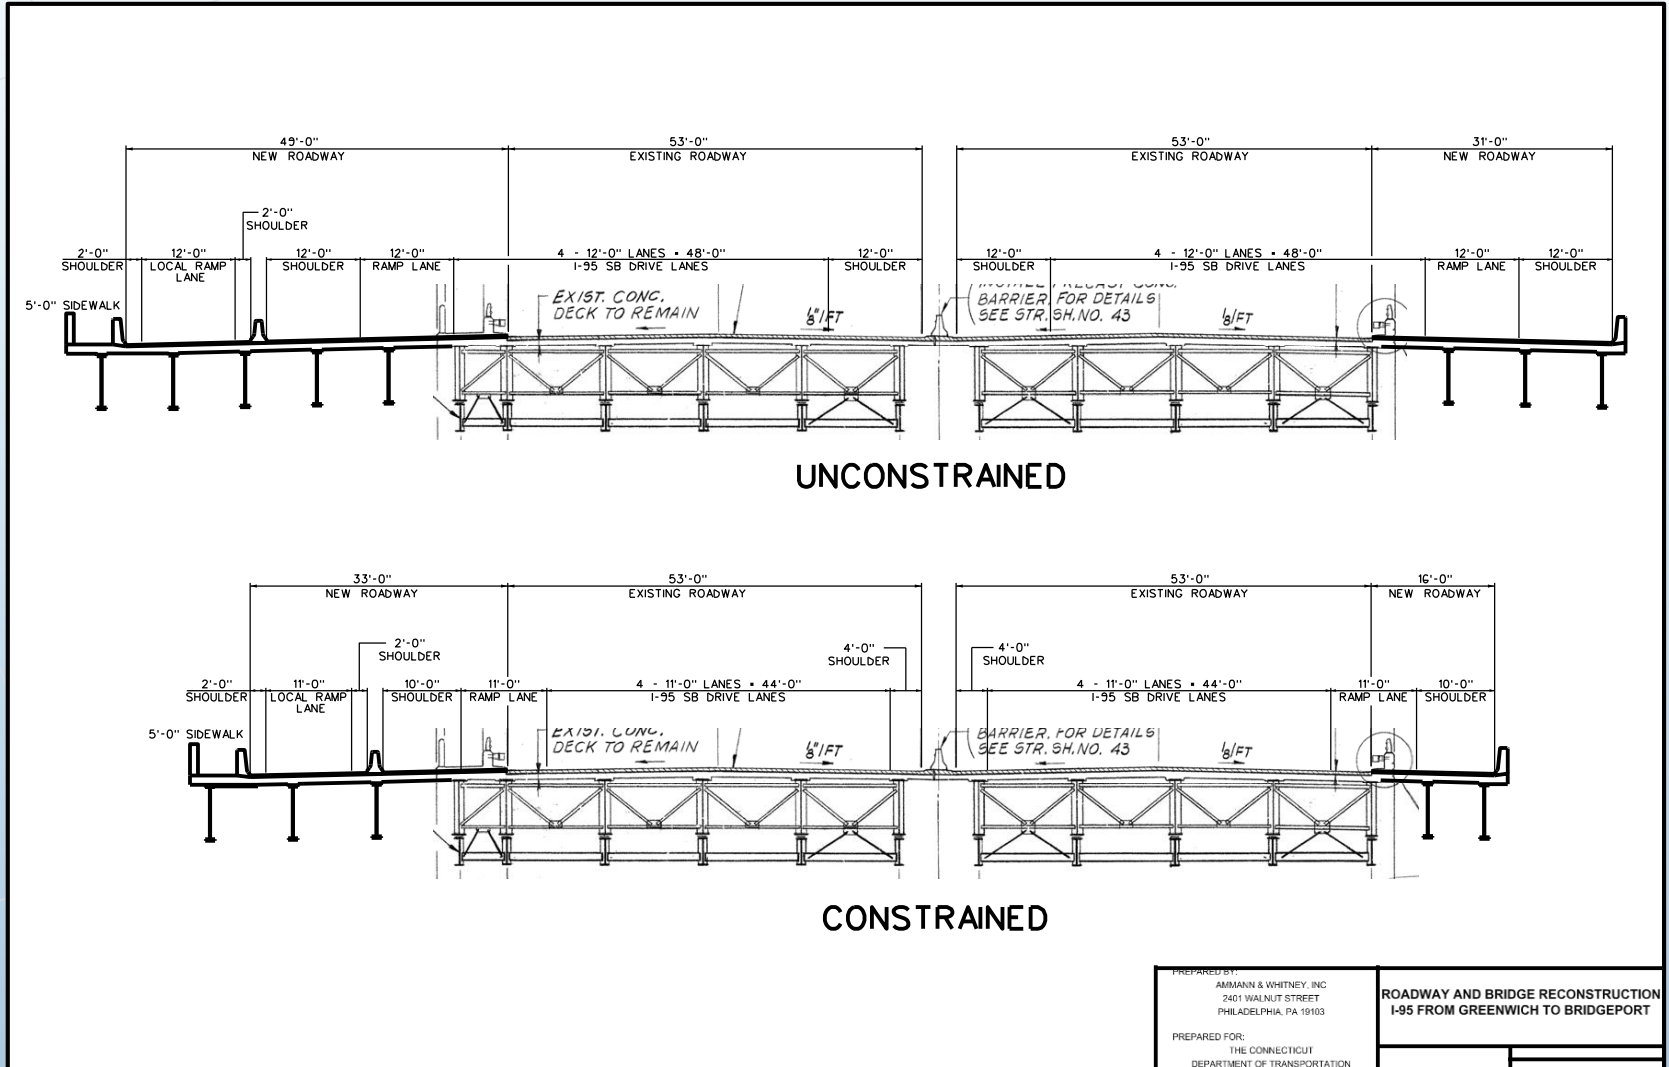 49'-0"
NEW ROADWAY
53'-0"
EXISTING ROADWAY
53'-0"
EXISTING ROADWAY
31'-0"
NEW ROADWAY
2'-0"
SHOULDER
2'-0"
SHOULDER
12'-0"
LOCAL RAMP
LANE
12'-0"
SHOULDER
12'-0"
RAMP LANE
4 - 12'-0" LANES = 48'-0"
I-95 SB DRIVE LANES
12'-0"
SHOULDER
12'-0"
SHOULDER
4 - 12'-0" LANES = 48'-0"
I-95 SB DRIVE LANES
12'-0"
RAMP LANE
12'-0"
SHOULDER
5'-0" SIDEWALK
EXIST. CONC.
DECK TO REMAIN
1/8"/FT
INSTALL PRECAST CONC.
BARRIER. FOR DETAILS
SEE STR. SH. NO. 43
1/8/FT
UNCONSTRAINED
33'-0"
NEW ROADWAY
53'-0"
EXISTING ROADWAY
53'-0"
EXISTING ROADWAY
16'-0"
NEW ROADWAY
2'-0"
SHOULDER
4'-0"
SHOULDER
4'-0"
SHOULDER
2'-0"
SHOULDER
11'-0"
LOCAL RAMP
LANE
10'-0"
SHOULDER
11'-0"
RAMP LANE
4 - 11'-0" LANES = 44'-0"
I-95 SB DRIVE LANES
4 - 11'-0" LANES = 44'-0"
I-95 SB DRIVE LANES
11'-0"
RAMP LANE
10'-0"
SHOULDER
5'-0" SIDEWALK
EXIST. CONC.
DECK TO REMAIN
1/8"/FT
BARRIER. FOR DETAILS
SEE STR. SH. NO. 43
1/8/FT
CONSTRAINED
PREPARED BY:
AMMANN & WHITNEY, INC
2401 WALNUT STREET
PHILADELPHIA, PA 19103
PREPARED FOR:
THE CONNECTICUT
DEPARTMENT OF TRANSPORTATION
ROADWAY AND BRIDGE RECONSTRUCTION
I-95 FROM GREENWICH TO BRIDGEPORT